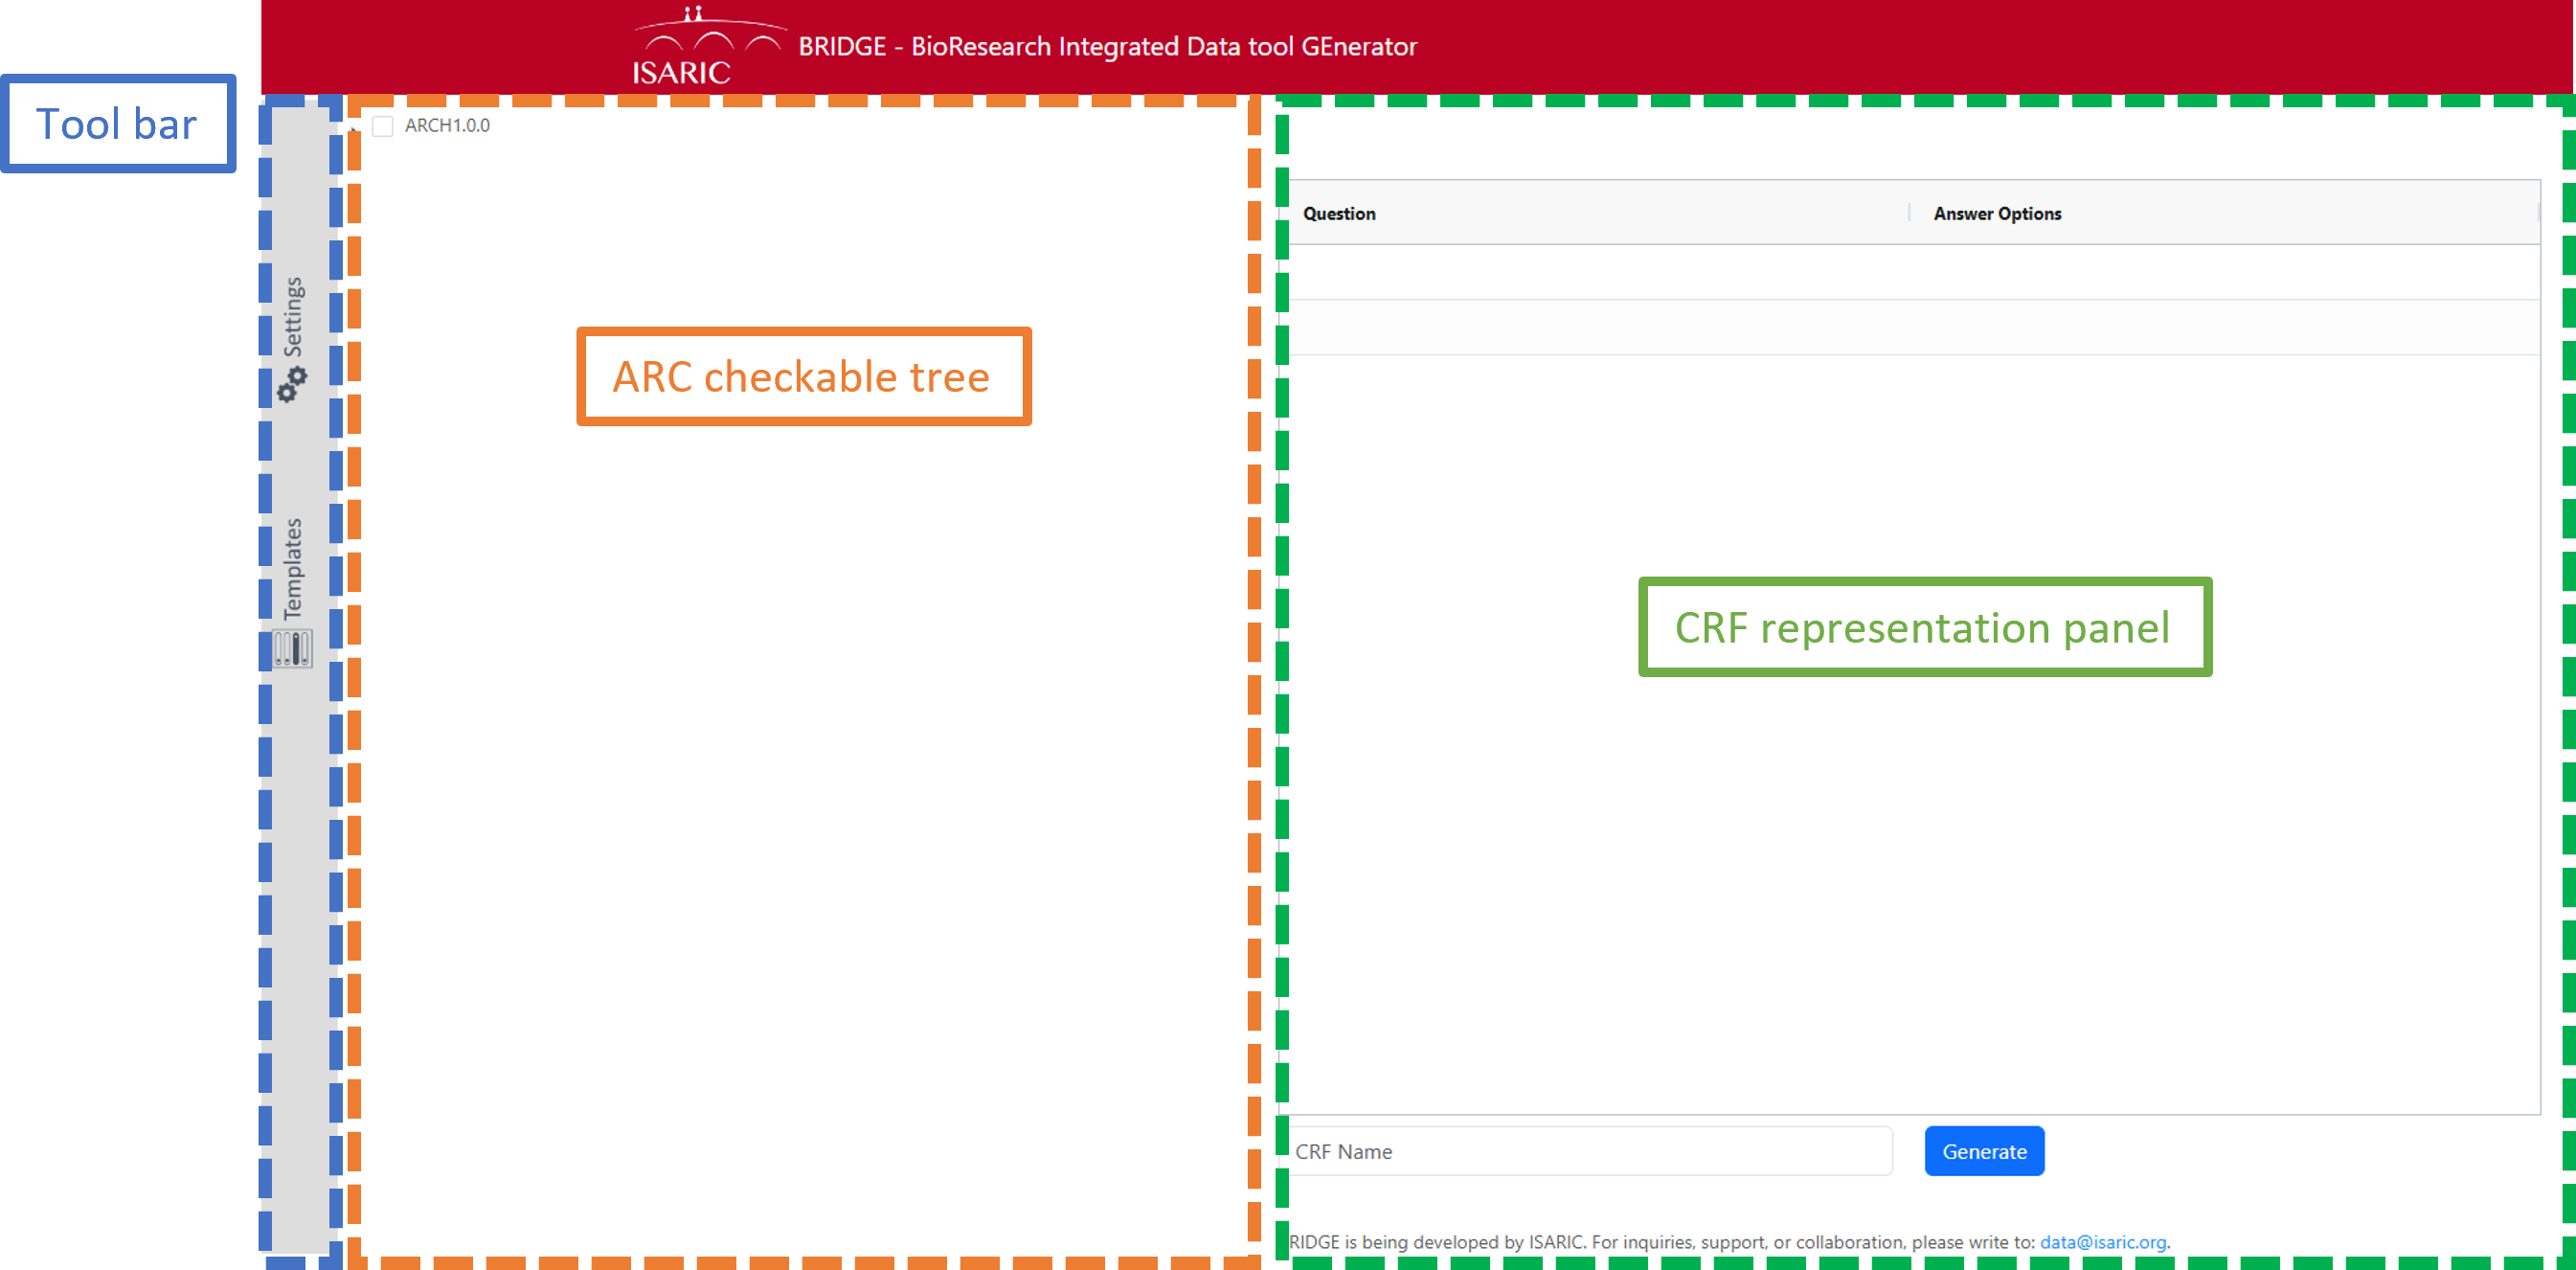 ISARIC
BRIDGE - BioResearch Integrated Data tool GEnerator
Tool bar
Settings
Templates
ARCH1.0.0
ARC checkable tree
Question
Answer Options
CRF representation panel
CRF Name
Generate
RIDGE is being developed by ISARIC. For inquiries, support, or collaboration, please write to: data@isaric.org.